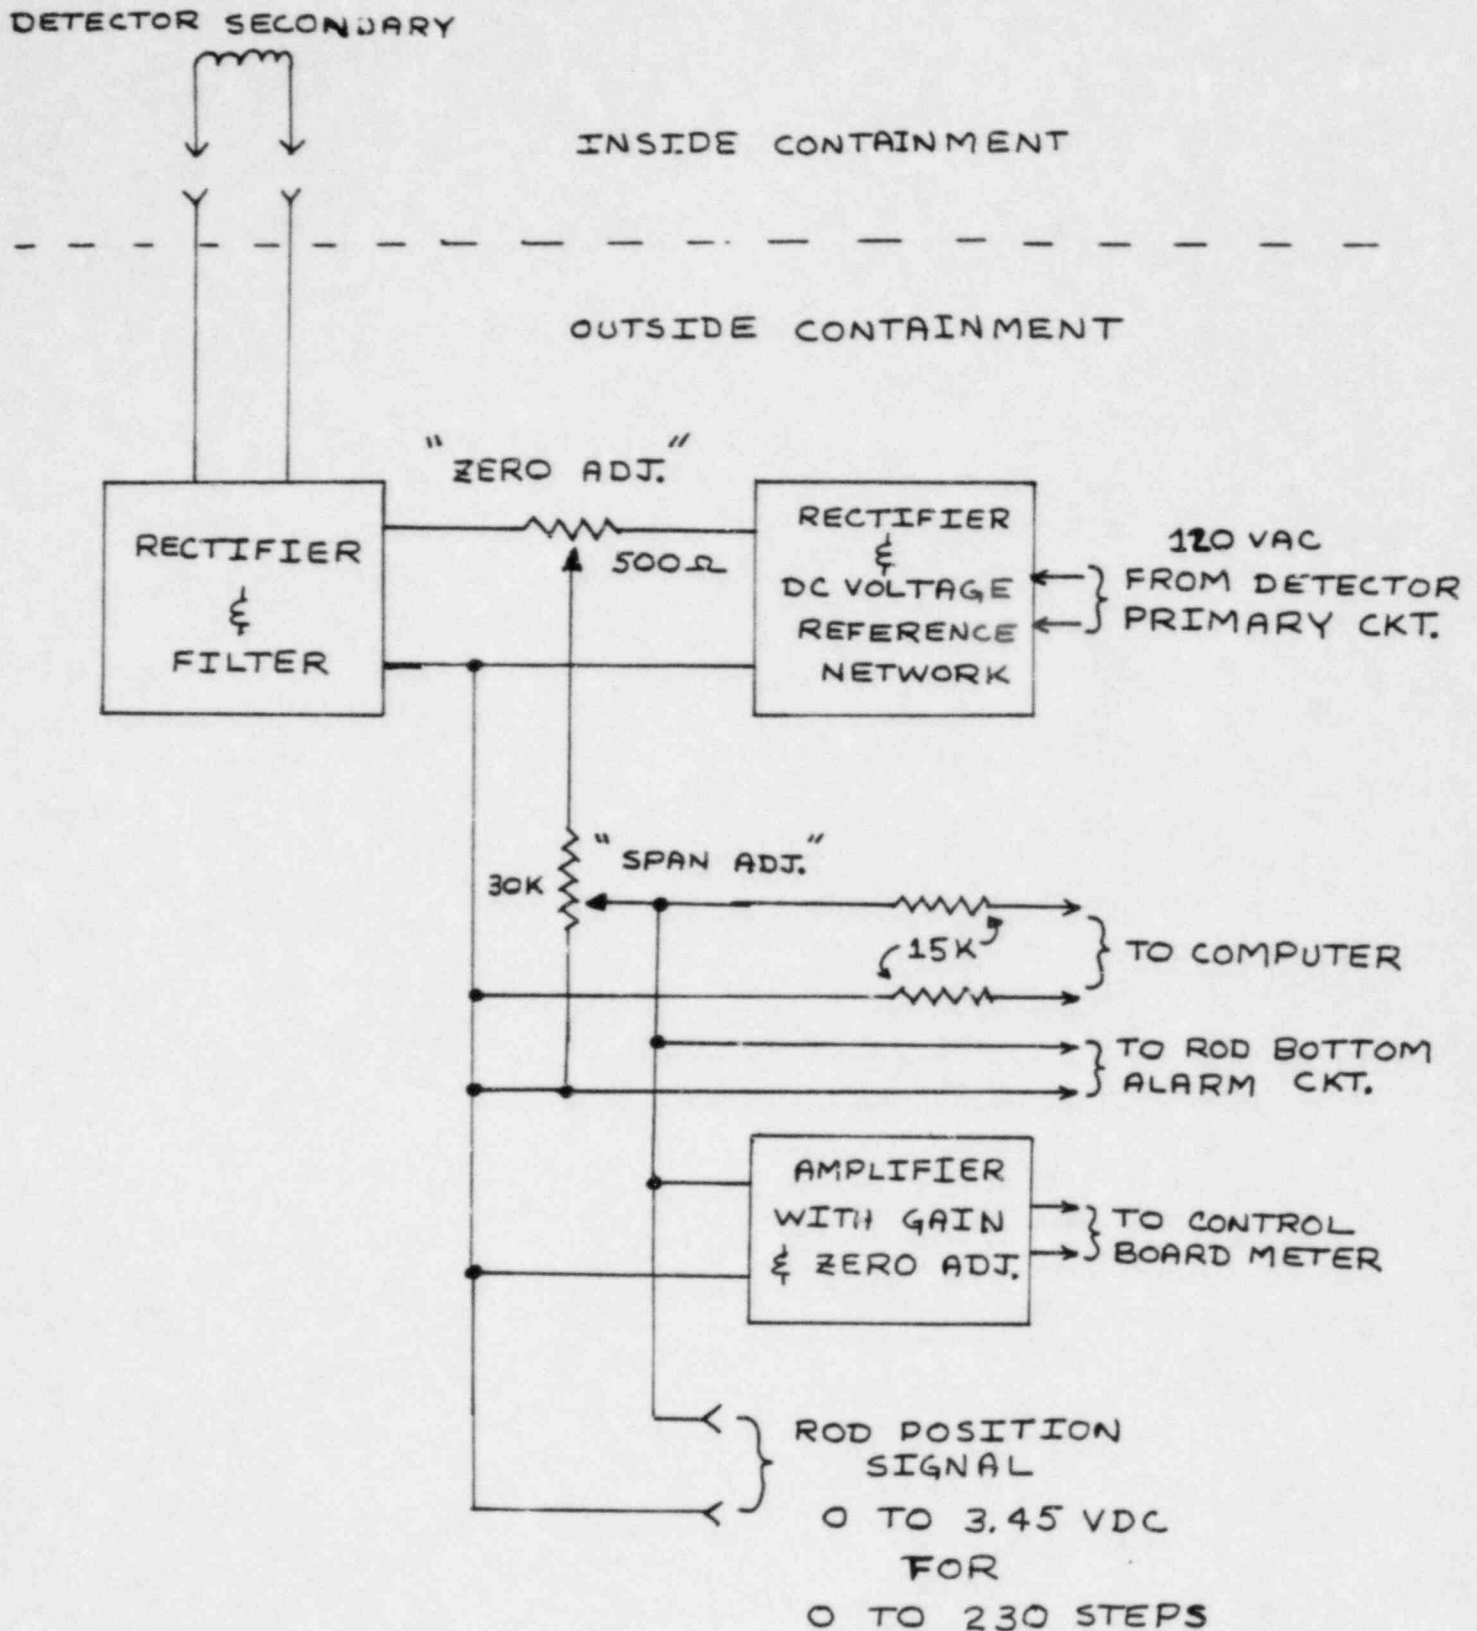 DETECTOR SECONDARY
INSIDE CONTAINMENT
OUTSIDE CONTAINMENT
"ZERO ADJ."
500Ω
RECTIFIER
&
FILTER
RECTIFIER
&
DC VOLTAGE
REFERENCE
NETWORK
120 VAC
FROM DETECTOR
PRIMARY CKT.
"SPAN ADJ."
30K
15K
TO COMPUTER
TO ROD BOTTOM
ALARM CKT.
AMPLIFIER
WITH GAIN
& ZERO ADJ.
TO CONTROL
BOARD METER
ROD POSITION
SIGNAL
0 TO 3.45 VDC
FOR
0 TO 230 STEPS